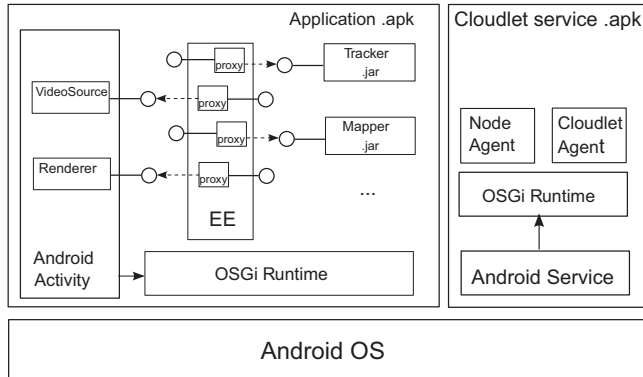 Application .apk
Cloudlet service .apk
proxy
Tracker
.jar
VideoSource
proxy
proxy
Mapper
.jar
Renderer
proxy
...
EE
Android
Activity
OSGi Runtime
Node
Agent
Cloudlet
Agent
OSGi Runtime
Android Service
Android OS